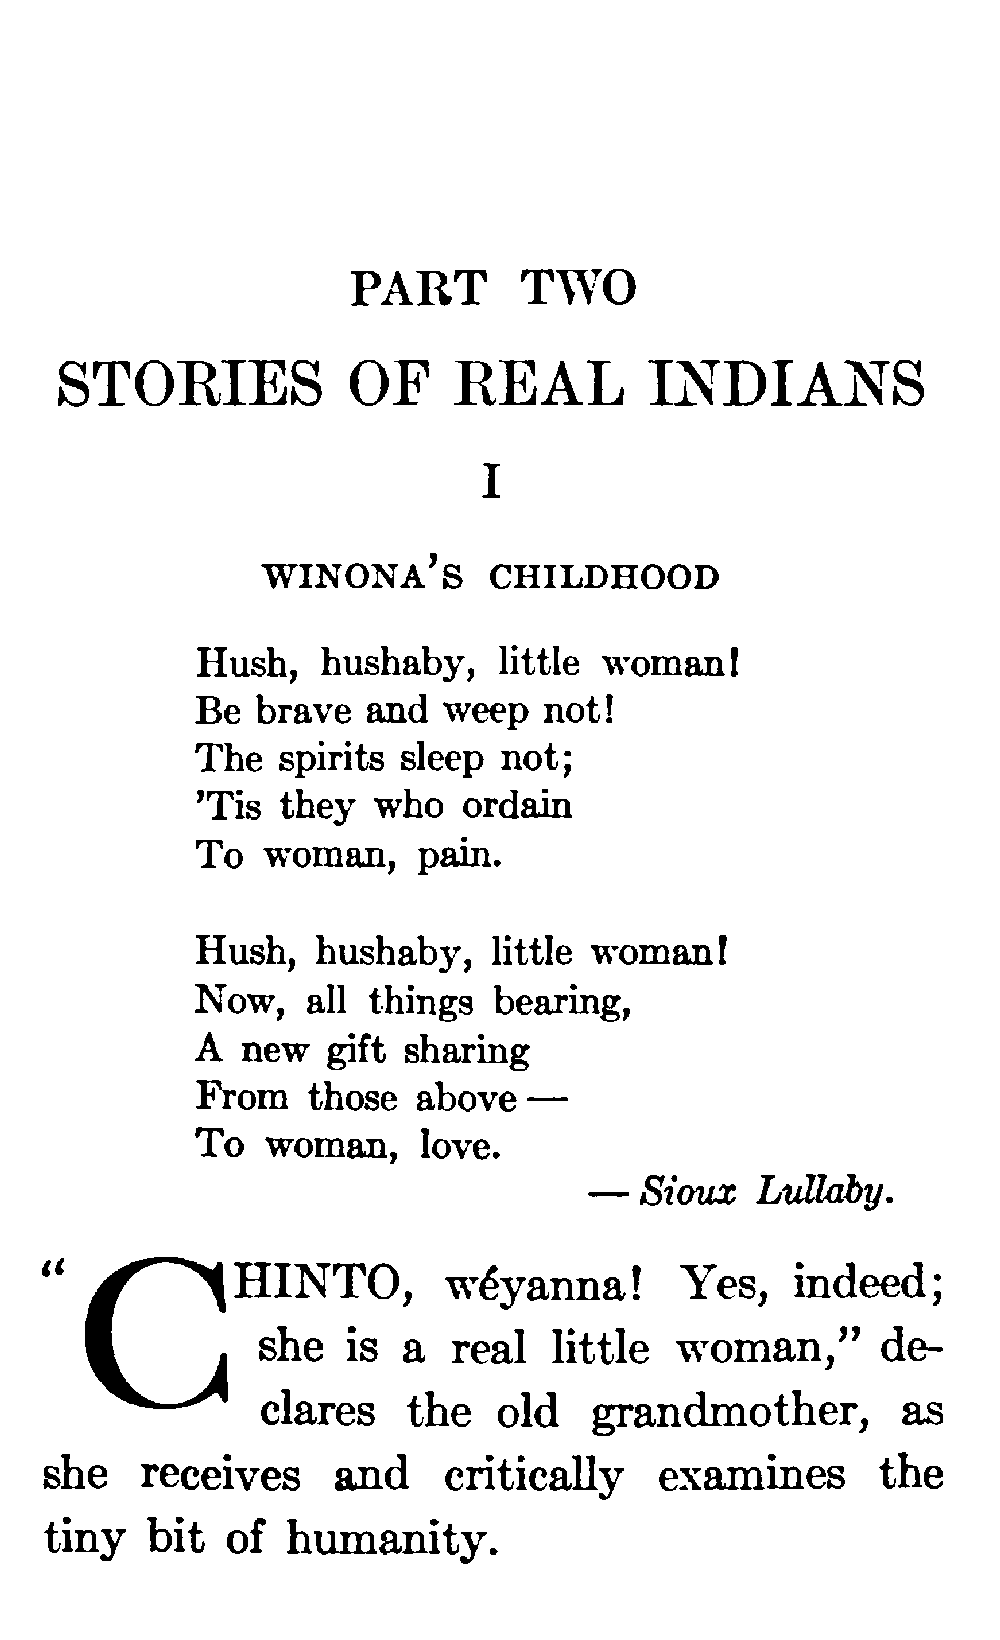 PART TWO
STORIES OF REAL INDIANS
I
WINONA'S CHILDHOOD
Hush, hushaby, little woman!
Be brave and weep not!
The spirits sleep not;
'Tis they who ordain
To woman, pain.
Hush, hushaby, little woman!
Now, all things bearing,
A new gift sharing
From those above—
To woman, love.
— Sioux Lullaby.
"CHINTO, wéyanna! Yes, indeed;
she is a real little woman," de-
clares the old grandmother, as
she receives and critically examines the
tiny bit of humanity.